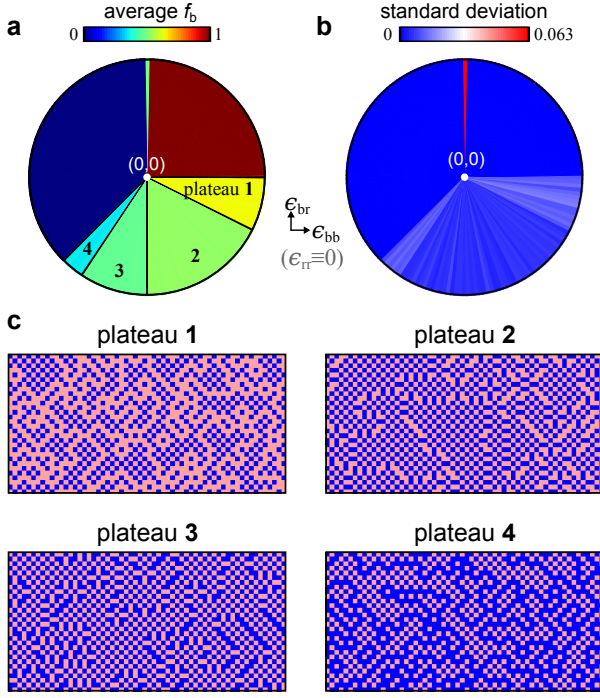 a
average f_b
0
1
(0,0)
plateau 1
4
3
2
b
standard deviation
0
0.063
(0,0)
ϵ_br
ϵ_bb
(ϵ_rr≡0)
c
plateau 1
plateau 2
plateau 3
plateau 4